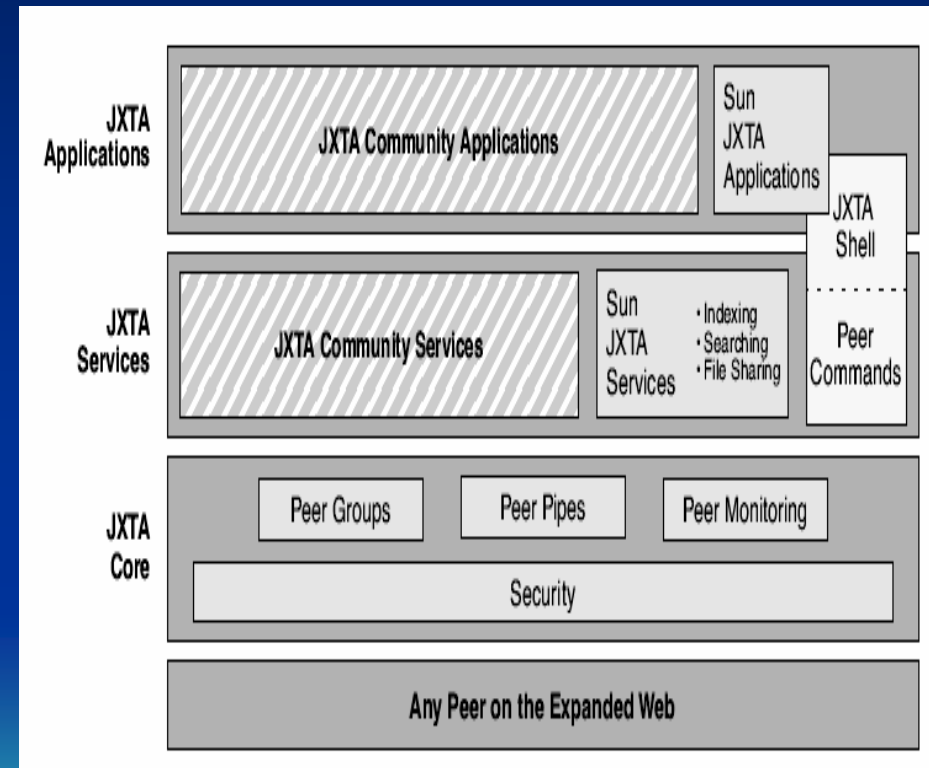 JXTA
Applications
JXTA Community Applications
Sun
JXTA
Applications
JXTA
Shell
JXTA
Services
JXTA Community Services
Sun
JXTA
Services
• Indexing
• Searching
• File Sharing
Peer
Commands
JXTA
Core
Peer Groups
Peer Pipes
Peer Monitoring
Security
Any Peer on the Expanded Web